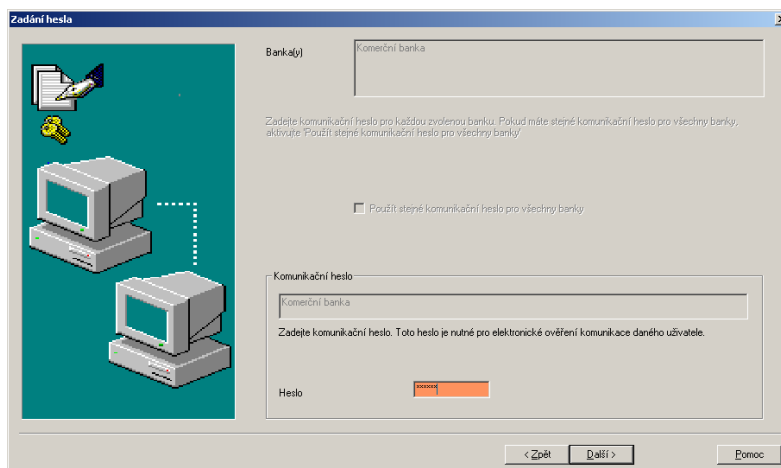 Zadání hesla
Banka(y)
Komerční banka
Zadejte komunikační heslo pro každou zvolenou banku. Pokud máte stejné komunikační heslo pro všechny banky,
aktivujte 'Použít stejné komunikační heslo pro všechny banky'
Použít stejné komunikační heslo pro všechny banky
Komunikační heslo
Komerční banka
Zadejte komunikační heslo. Toto heslo je nutné pro elektronické ověření komunikace daného uživatele.
Heslo
xxxxxx
< Zpět
Další >
Pomoc